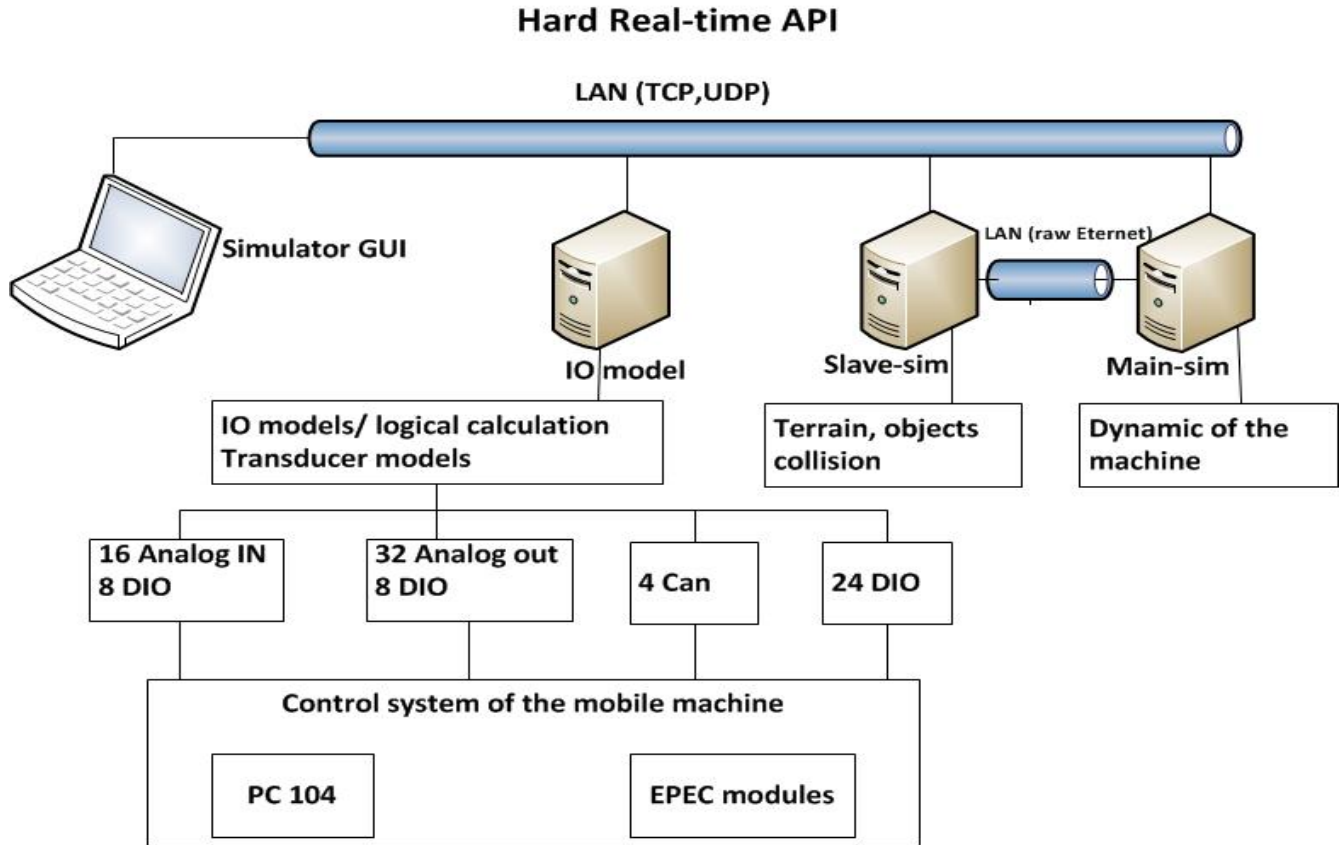 Hard Real-time API
LAN (TCP,UDP)
Simulator GUI
LAN (raw Eternet)
IO model
Slave-sim
Main-sim
IO models/ logical calculation
Transducer models
Terrain, objects
collision
Dynamic of the
machine
16 Analog IN
8 DIO
32 Analog out
8 DIO
4 Can
24 DIO
Control system of the mobile machine
PC 104
EPEC modules